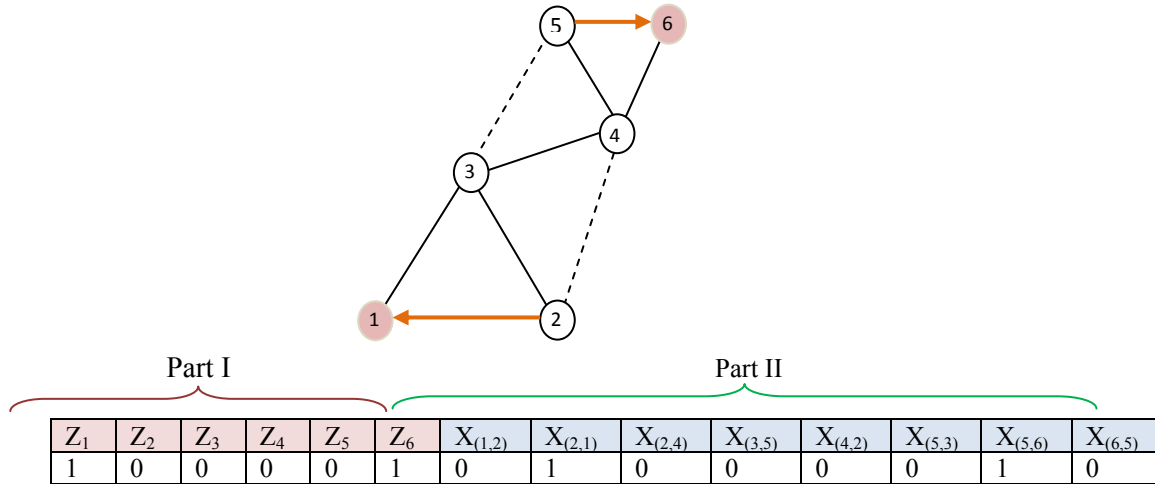 5 6
4
3
1 2
Part I Part II
Z₁ Z₂ Z₃ Z₄ Z₅ Z₆ X₍₁,₂₎ X₍₂,₁₎ X₍₂,₄₎ X₍₃,₅₎ X₍₄,₂₎ X₍₅,₃₎ X₍₅,₆₎ X₍₆,₅₎
1 0 0 0 0 1 0 1 0 0 0 0 1 0